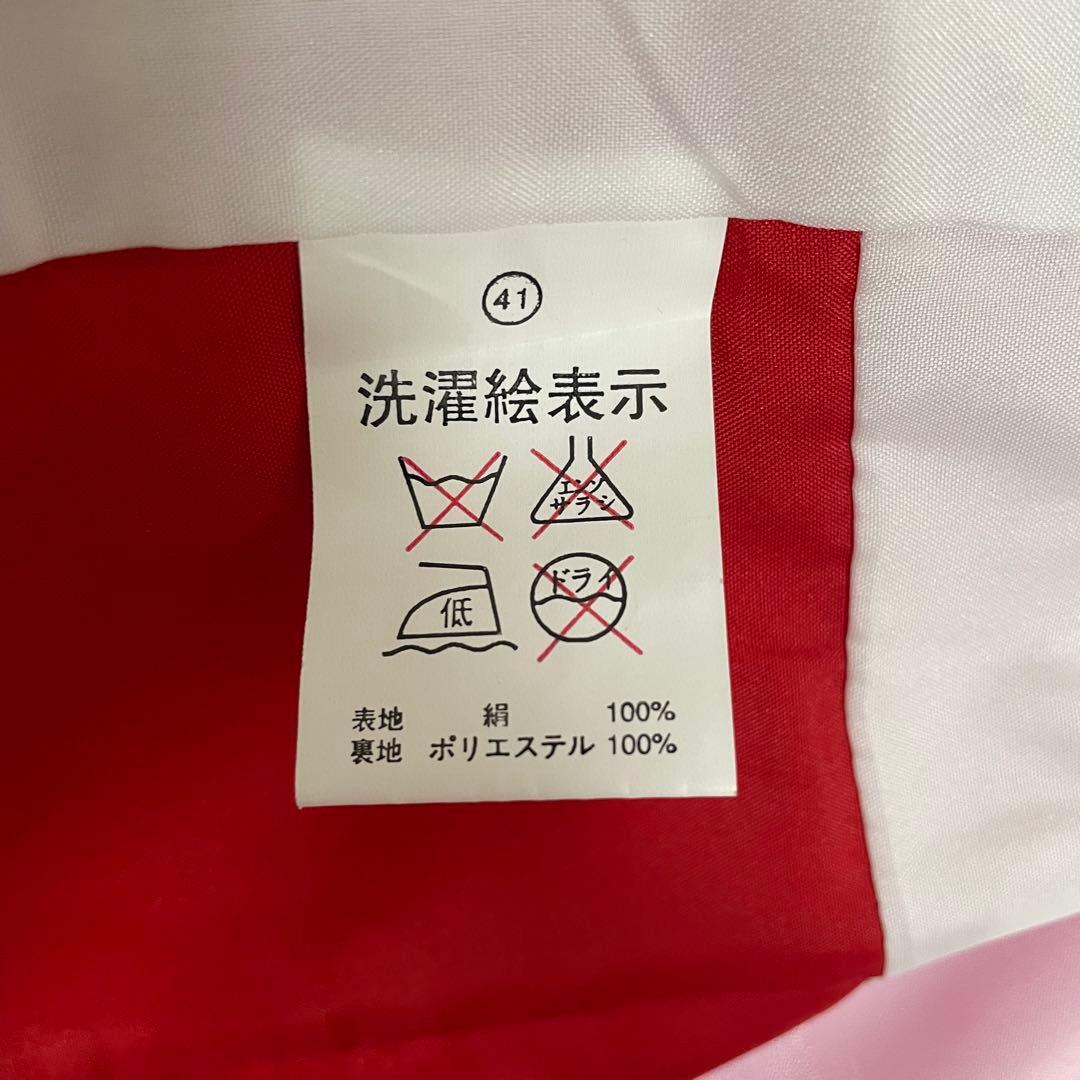 41
洗濯絵表示
エンソ
サラシ
低
ドライ
表地 絹 100%
裏地 ポリエステル 100%